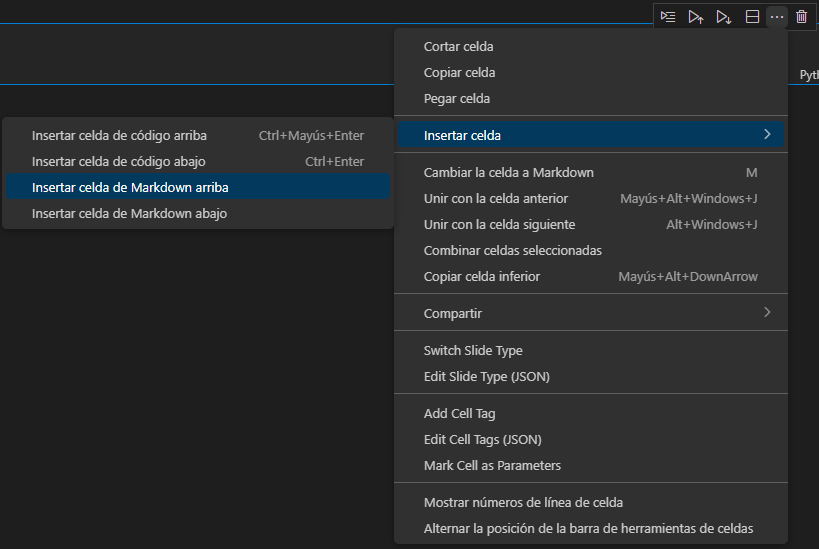 Pyth
Cortar celda
Copiar celda
Pegar celda
Insertar celda
Insertar celda de código arriba Ctrl+Mayús+Enter
Insertar celda de código abajo Ctrl+Enter
Insertar celda de Markdown arriba
Insertar celda de Markdown abajo
Cambiar la celda a Markdown M
Unir con la celda anterior Mayús+Alt+Windows+J
Unir con la celda siguiente Alt+Windows+J
Combinar celdas seleccionadas
Copiar celda inferior Mayús+Alt+DownArrow
Compartir
Switch Slide Type
Edit Slide Type (JSON)
Add Cell Tag
Edit Cell Tags (JSON)
Mark Cell as Parameters
Mostrar números de línea de celda
Alternar la posición de la barra de herramientas de celdas